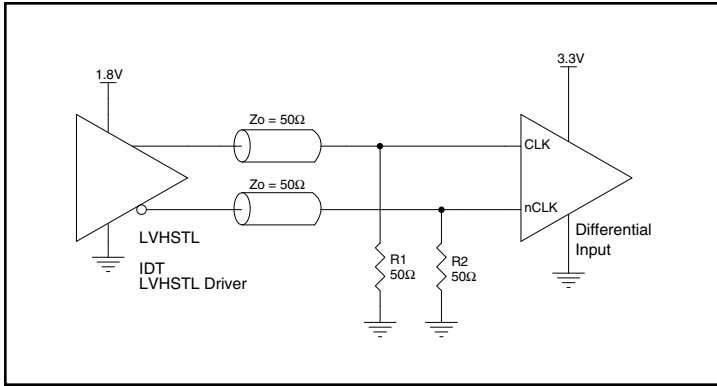 1.8V
3.3V
Zo = 50Ω
CLK
Zo = 50Ω
nCLK
LVHSTL
IDT
LVHSTL Driver
R1
50Ω
R2
50Ω
Differential
Input